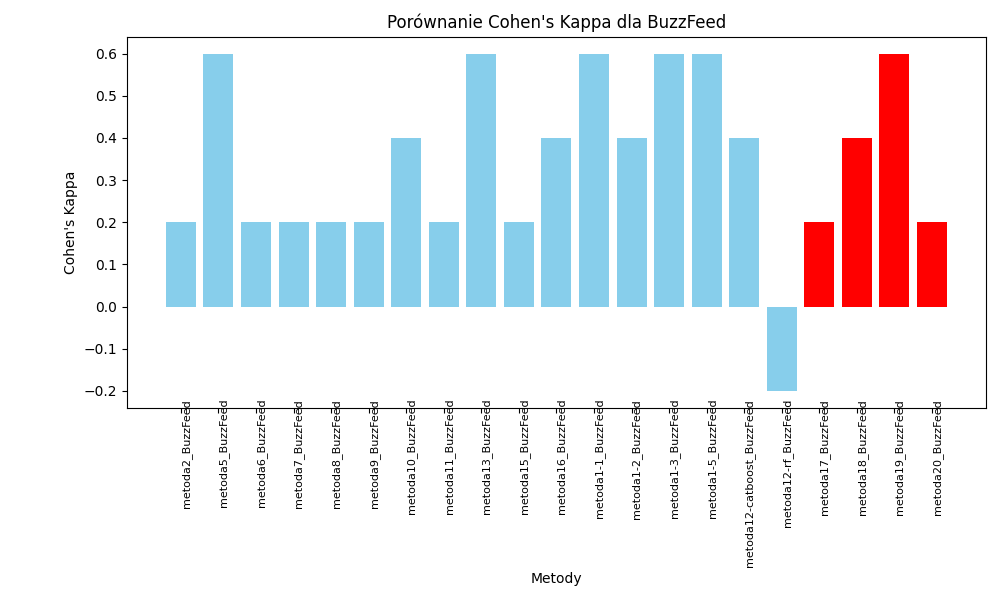 Porównanie Cohen's Kappa dla BuzzFeed
Cohen's Kappa
0.6
0.5
0.4
0.3
0.2
0.1
0.0
−0.1
−0.2
metoda2_BuzzFeed
metoda5_BuzzFeed
metoda6_BuzzFeed
metoda7_BuzzFeed
metoda8_BuzzFeed
metoda9_BuzzFeed
metoda10_BuzzFeed
metoda11_BuzzFeed
metoda13_BuzzFeed
metoda15_BuzzFeed
metoda16_BuzzFeed
metoda1-1_BuzzFeed
metoda1-2_BuzzFeed
metoda1-3_BuzzFeed
metoda1-5_BuzzFeed
metoda12-catboost_BuzzFeed
metoda12-rf_BuzzFeed
metoda17_BuzzFeed
metoda18_BuzzFeed
metoda19_BuzzFeed
metoda20_BuzzFeed
Metody